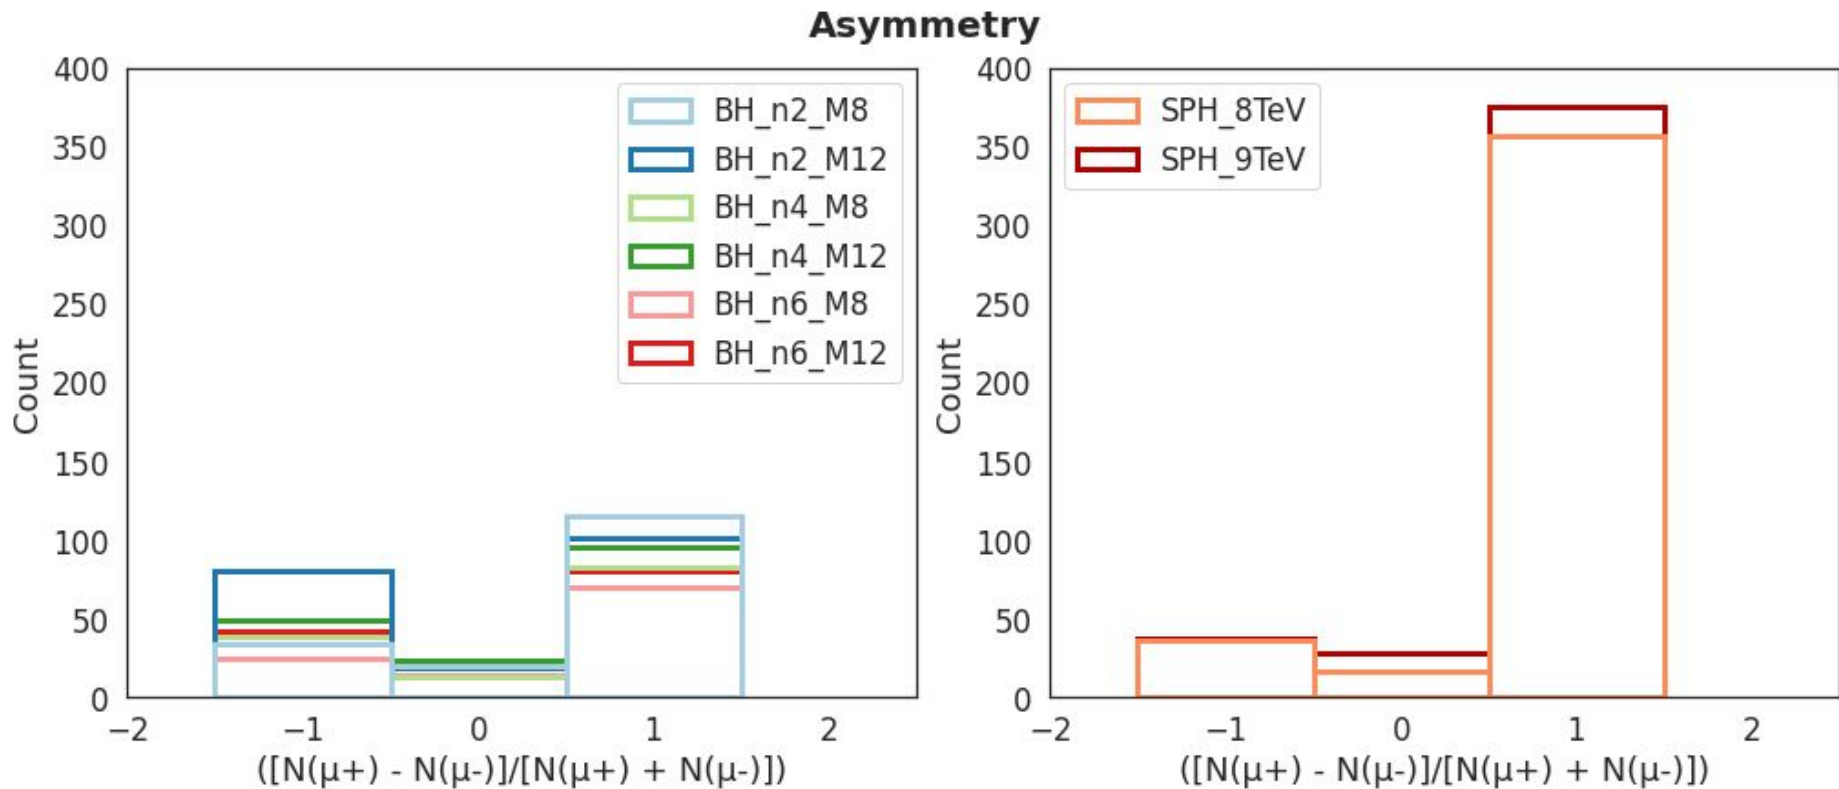 Asymmetry
400
350
300
250
200
150
100
50
0
Count
−2
−1
0
1
2
([N(μ+) - N(μ-)]/[N(μ+) + N(μ-)])
BH_n2_M8
BH_n2_M12
BH_n4_M8
BH_n4_M12
BH_n6_M8
BH_n6_M12
400
350
300
250
200
150
100
50
0
Count
−2
−1
0
1
2
([N(μ+) - N(μ-)]/[N(μ+) + N(μ-)])
SPH_8TeV
SPH_9TeV